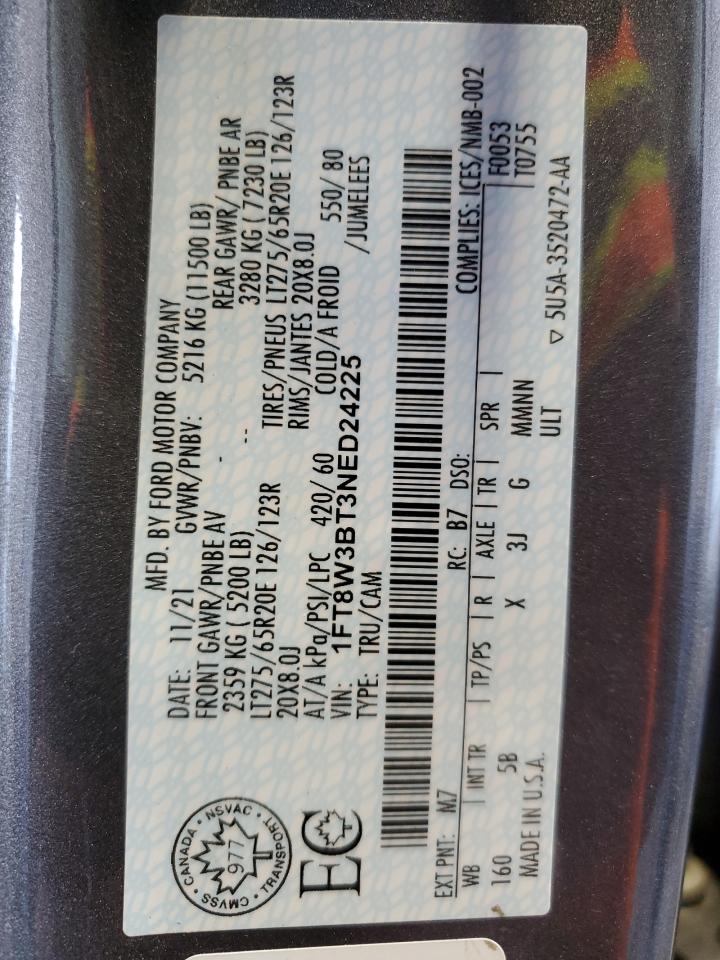 MFD. BY FORD MOTOR COMPANY
DATE: 11/21 GVWR/PNBV: 5216 KG (11500 LB)
FRONT GAWR/PNBE AV REAR GAWR/ PNBE AR
2359 KG ( 5200 LB) - -- 3280 KG ( 7230 LB)
LT275/65R20E 126/123R TIRES/PNEUS LT275/65R20E 126/123R
20X8.0J RIMS/JANTES 20X8.0J
AT/A kPa/PSI/LPC 420/ 60 COLD/A FROID 550/ 80
VIN: 1FT8W3BT3NED24225 /JUMELEES
TYPE: TRU/CAM
CANADA • NSVAC • TRANSPORT • CMVSS •
977
EC
EXT PNT: M7 RC: B7 DSO: COMPLIES: ICES/NMB-002
WB | INT TR | TP/PS | R | AXLE | TR | SPR | F0053
T0755
160 5B X 3J G MMMNN
ULT
MADE IN U.S.A. ▽ 5U5A-3520472-AA